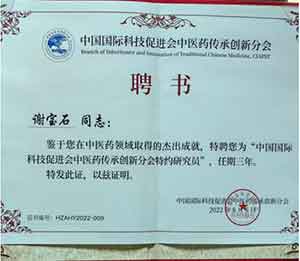 中国国际科技促进会中医药传承创新分会
Branch of Inheritance and Innovation of Traditional Chinese Medicine, CIAPST
聘书
谢宝石 同志：
鉴于您在中医药领域取得的杰出成就，特聘您为“中国国际
科技促进会中医药传承创新分会特约研究员”，任期三年。
特发此证，以兹证明。
中国国际科技促进会中医药传承创新分会
2022年
证书编号：HZAHY2022-009